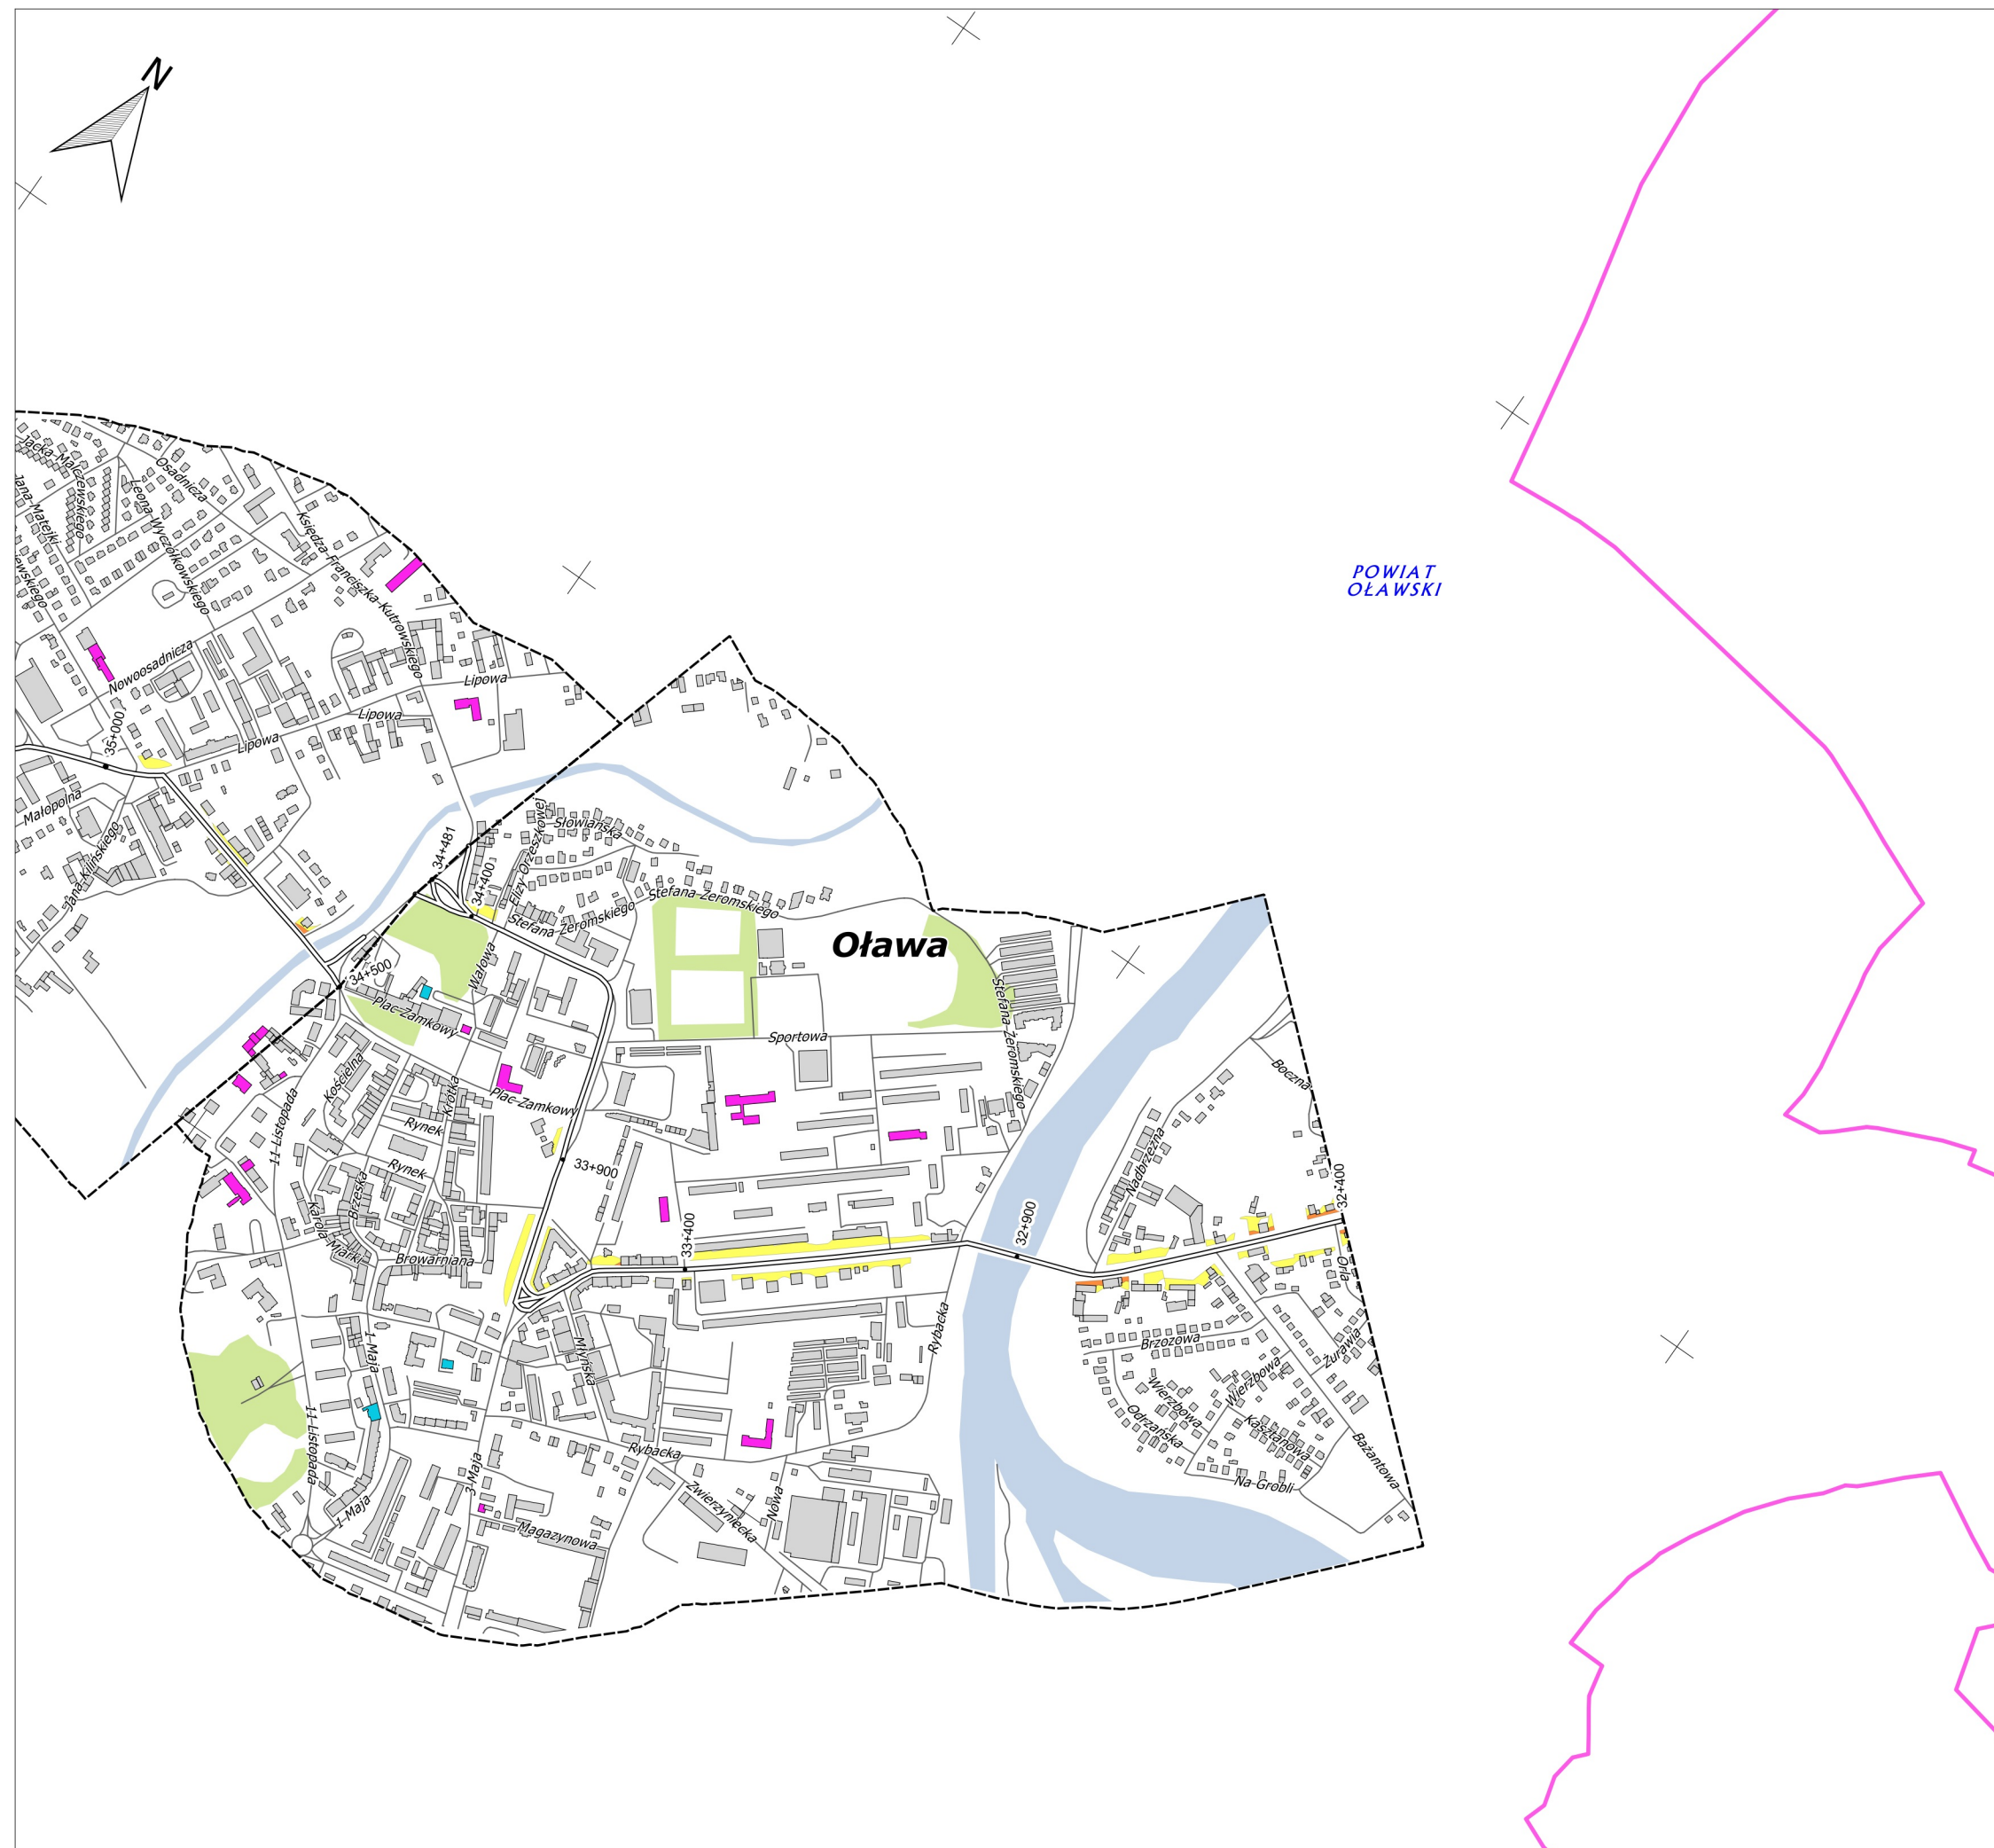 N
Jacka Malczewskiego
Osadnicza
Jana Matejki
Leona Wyczółkowskiego
Księdza Franciszka Kutrowskiego
ewskiego
POWIAT
OŁAWSKI
Nowoosadnicza
Lipowa
Lipowa
Lipowa
35+000
Małopolna
Jana Kilińskiego
34+481
34+400
Elizy Orzeszkowej
Słowiańska
Stefana Żeromskiego
Stefana Żeromskiego
Oława
Wałowa
34+500
Plac Zamkowy
Stefana Żeromskiego
Sportowa
Boczna
Kościelna
Krótka
Plac Zamkowy
11 Listopada
Rynek
Rynek
33+900
Nadbrzeżna
Brzeska
Karola Miarki
Browarniana
33+400
32+900
32+400
Orla
1 Maja
Młyńska
Rybacka
Brzozowa
Żurawia
Wierzbowa
Wierzbowa
Odrzańska
Kasztanowa
Bażantowa
Na Grobli
11 Listopada
1 Maja
3 Maja
Rybacka
Zwierzyniecka
Nowa
Magazynowa